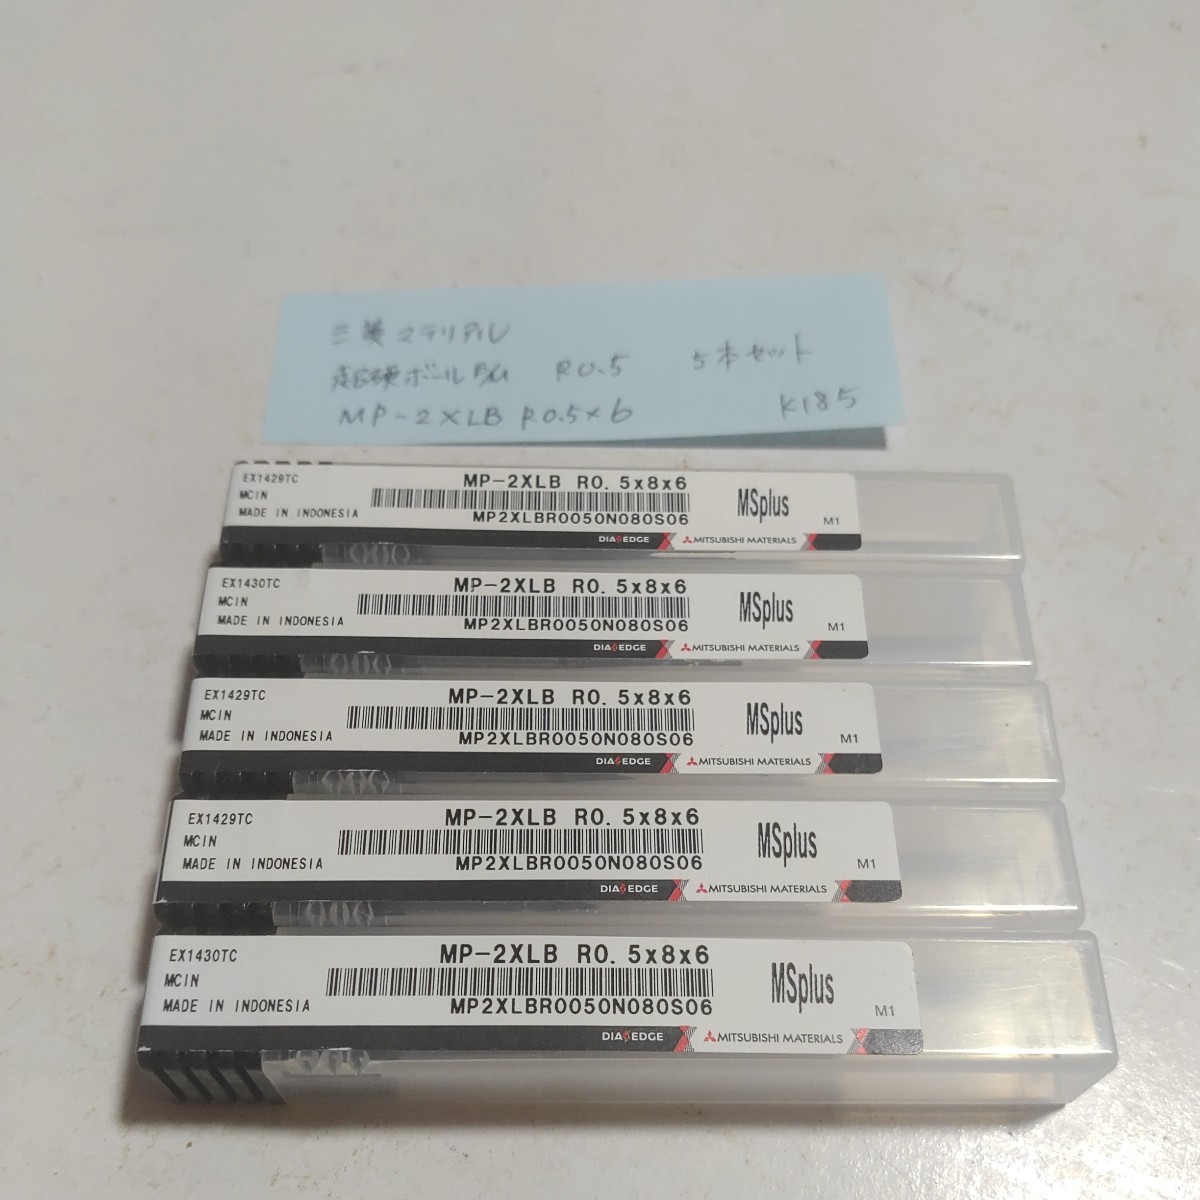 三菱マテリアル
超硬ボールE/M R0.5 5本セット
MP-2XLB R0.5×6 K185
EX1429TC
MCIN
MADE IN INDONESIA
MP-2XLB R0.5x8x6
MP2XLBR0050N080S06
MSplus
M1
DIAEDGE MITSUBISHI MATERIALS
EX1430TC
MCIN
MADE IN INDONESIA
MP-2XLB R0.5x8x6
MP2XLBR0050N080S06
MSplus
M1
DIAEDGE MITSUBISHI MATERIALS
EX1429TC
MCIN
MADE IN INDONESIA
MP-2XLB R0.5x8x6
MP2XLBR0050N080S06
MSplus
M1
DIAEDGE MITSUBISHI MATERIALS
EX1429TC
MCIN
MADE IN INDONESIA
MP-2XLB R0.5x8x6
MP2XLBR0050N080S06
MSplus
M1
DIAEDGE MITSUBISHI MATERIALS
EX1430TC
MCIN
MADE IN INDONESIA
MP-2XLB R0.5x8x6
MP2XLBR0050N080S06
MSplus
M1
DIAEDGE MITSUBISHI MATERIALS